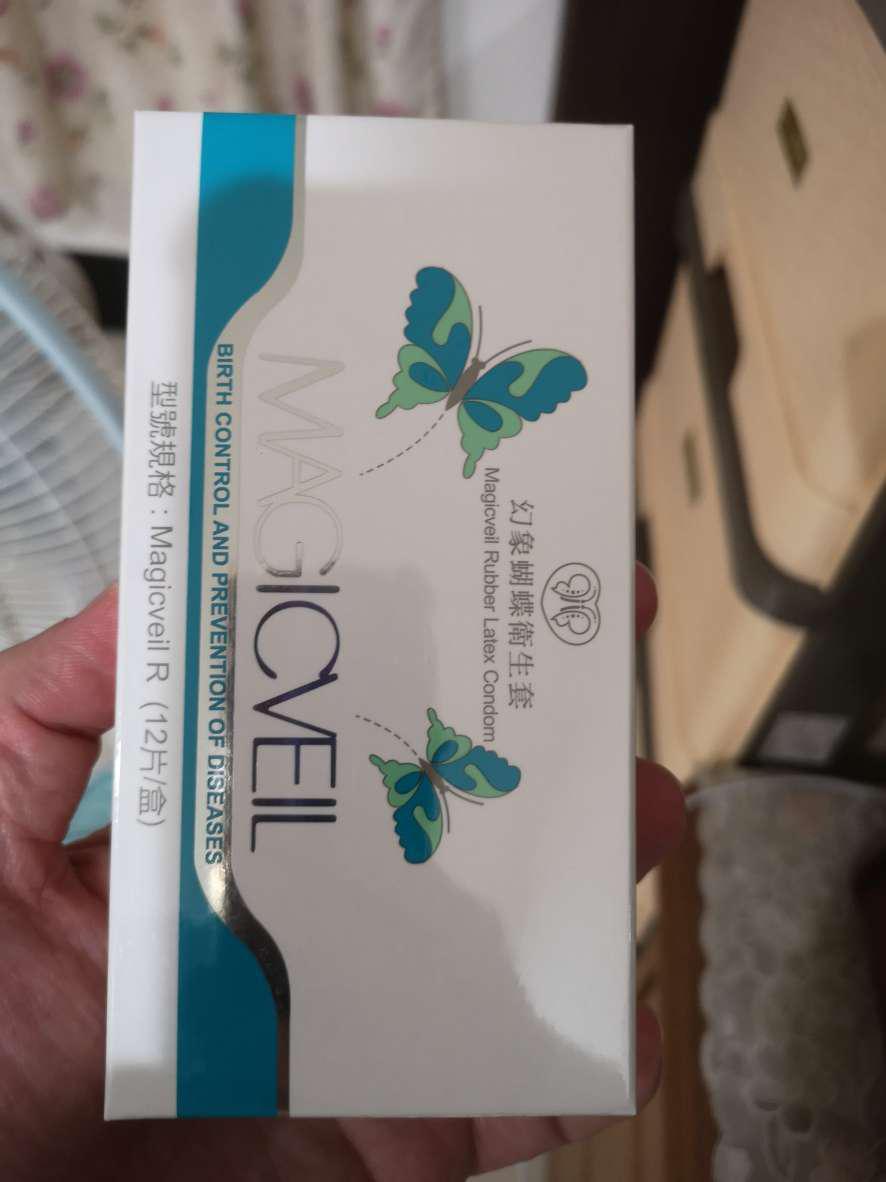 幻象蝴蝶衛生套
Magicveil Rubber Latex Condom
MAGICVEIL
BIRTH CONTROL AND PREVENTION OF DISEASES
型號規格：Magicveil R（12片/盒）